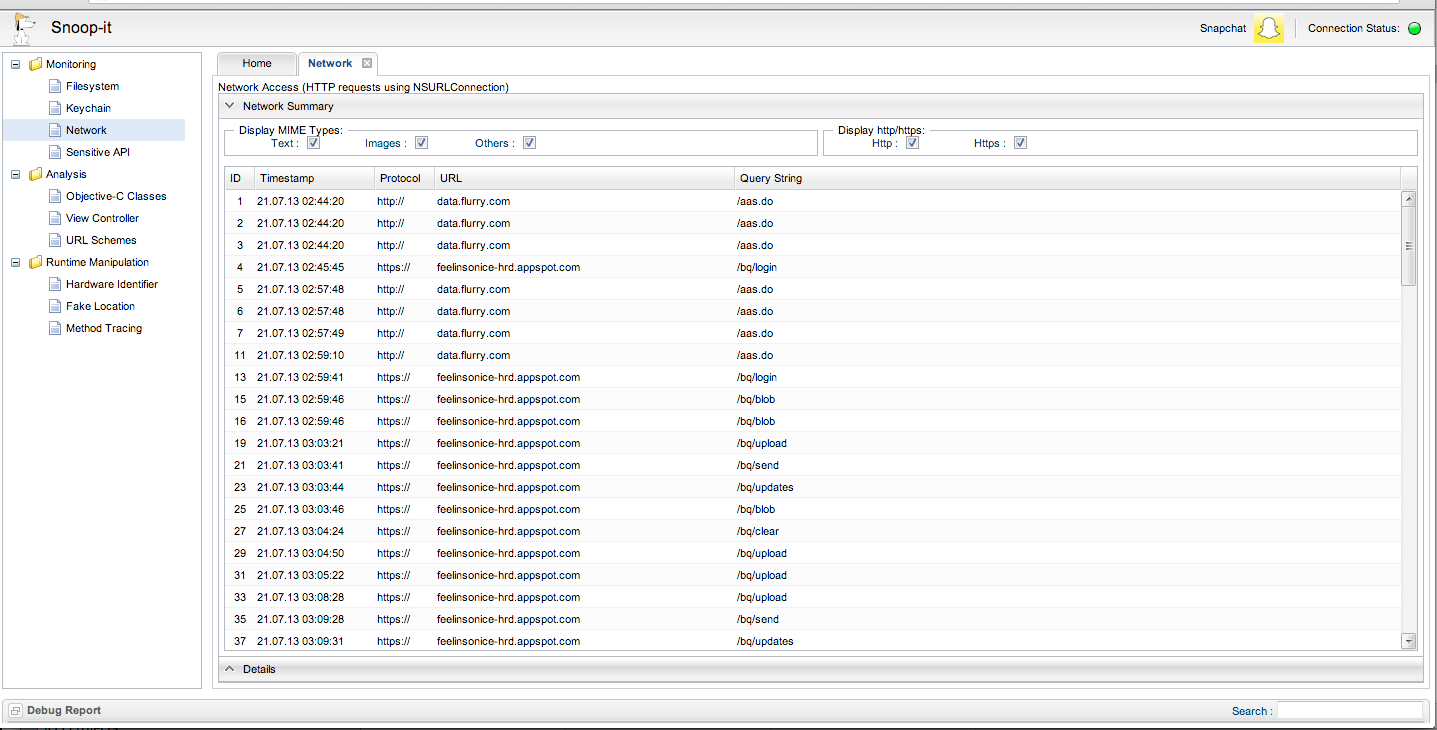 Snoop-it
Snapchat Connection Status:
Monitoring
Filesystem
Keychain
Network
Sensitive API
Analysis
Objective-C Classes
View Controller
URL Schemes
Runtime Manipulation
Hardware Identifier
Fake Location
Method Tracing
Home Network
Network Access (HTTP requests using NSURLConnection)
Network Summary
Display MIME Types: Display http/https:
Text : Images : Others : Http : Https :
ID Timestamp Protocol URL Query String
1 21.07.13 02:44:20 http:// data.flurry.com /aas.do
2 21.07.13 02:44:20 http:// data.flurry.com /aas.do
3 21.07.13 02:44:20 http:// data.flurry.com /aas.do
4 21.07.13 02:45:45 https:// feelinsonice-hrd.appspot.com /bq/login
5 21.07.13 02:57:48 http:// data.flurry.com /aas.do
6 21.07.13 02:57:48 http:// data.flurry.com /aas.do
7 21.07.13 02:57:49 http:// data.flurry.com /aas.do
11 21.07.13 02:59:10 http:// data.flurry.com /aas.do
13 21.07.13 02:59:41 https:// feelinsonice-hrd.appspot.com /bq/login
15 21.07.13 02:59:46 https:// feelinsonice-hrd.appspot.com /bq/blob
16 21.07.13 02:59:46 https:// feelinsonice-hrd.appspot.com /bq/blob
19 21.07.13 03:03:21 https:// feelinsonice-hrd.appspot.com /bq/upload
21 21.07.13 03:03:41 https:// feelinsonice-hrd.appspot.com /bq/send
23 21.07.13 03:03:44 https:// feelinsonice-hrd.appspot.com /bq/updates
25 21.07.13 03:03:46 https:// feelinsonice-hrd.appspot.com /bq/blob
27 21.07.13 03:04:24 https:// feelinsonice-hrd.appspot.com /bq/clear
29 21.07.13 03:04:50 https:// feelinsonice-hrd.appspot.com /bq/upload
31 21.07.13 03:05:22 https:// feelinsonice-hrd.appspot.com /bq/upload
33 21.07.13 03:08:28 https:// feelinsonice-hrd.appspot.com /bq/upload
35 21.07.13 03:09:28 https:// feelinsonice-hrd.appspot.com /bq/send
37 21.07.13 03:09:31 https:// feelinsonice-hrd.appspot.com /bq/updates
Details
Debug Report Search :